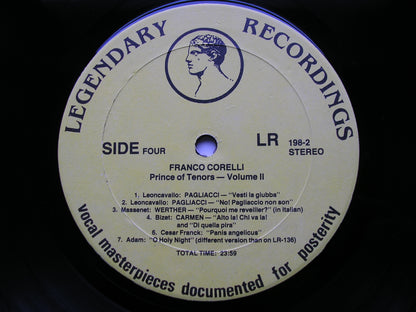 LEGENDARY RECORDINGS
SIDE FOUR
LR 198-2
STEREO
FRANCO CORELLI
Prince of Tenors — Volume II
1. Leoncavallo: PAGLIACCI — "Vesti la giubba"
2. Leoncavallo: PAGLIACCI — "No! Pagliaccio non son"
3. Massenet: WERTHER — "Pourquoi me reveiller?" (in Italian)
4. Bizet: CARMEN — "Alto la! Chi va la!
and "Di quella pira"
6. Cesar Franck: "Panis angelicus"
7. Adam: "O Holy Night" (different version than on LR-136)
TOTAL TIME: 23:59
vocal masterpieces documented for posterity